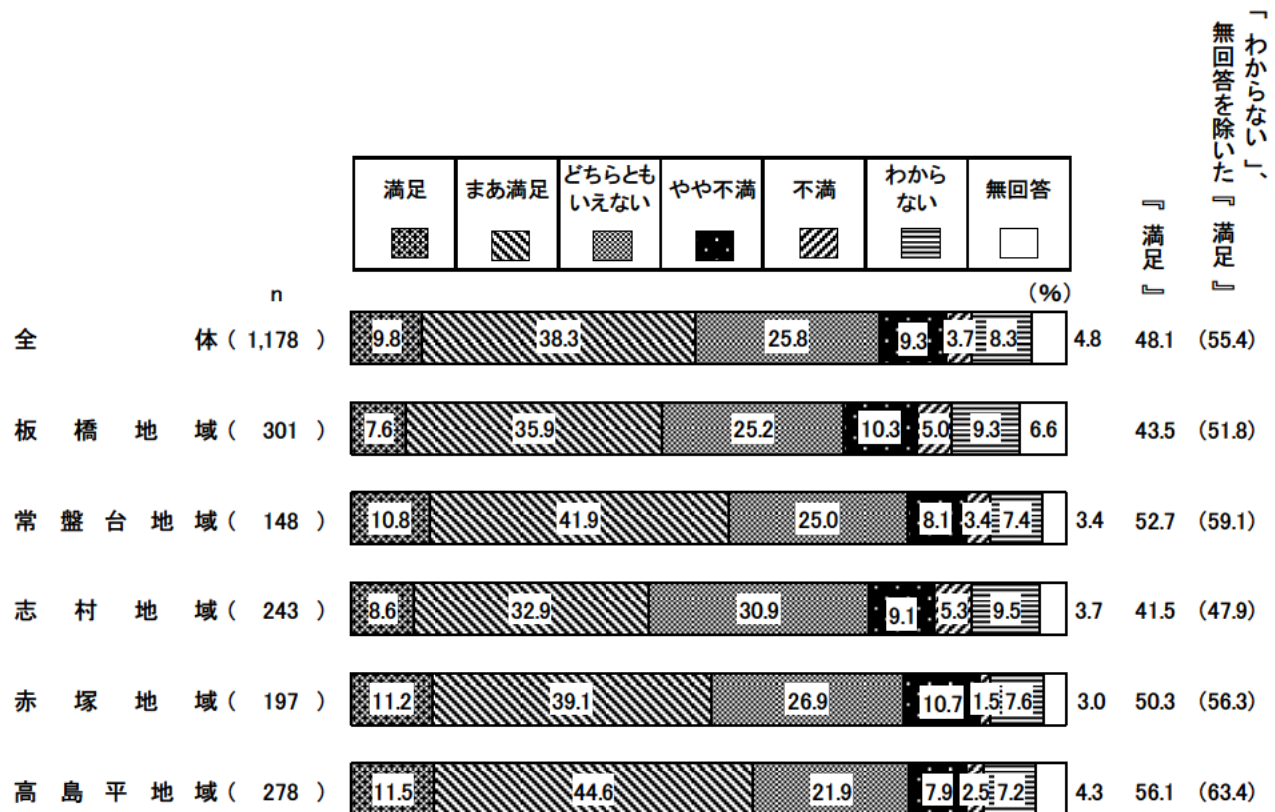 「わからない」、
無回答を除いた『満足』
『満足』
満足 まあ満足 どちらとも やや不満 不満 わから 無回答
いえない ない
n (%)
全体( 1,178 ) 9.8 38.3 25.8 9.3 3.7 8.3 4.8 48.1 (55.4)
板橋地域( 301 ) 7.6 35.9 25.2 10.3 5.0 9.3 6.6 43.5 (51.8)
常盤台地域( 148 ) 10.8 41.9 25.0 8.1 3.4 7.4 3.4 52.7 (59.1)
志村地域( 243 ) 8.6 32.9 30.9 9.1 5.3 9.5 3.7 41.5 (47.9)
赤塚地域( 197 ) 11.2 39.1 26.9 10.7 1.5 7.6 3.0 50.3 (56.3)
高島平地域( 278 ) 11.5 44.6 21.9 7.9 2.5 7.2 4.3 56.1 (63.4)